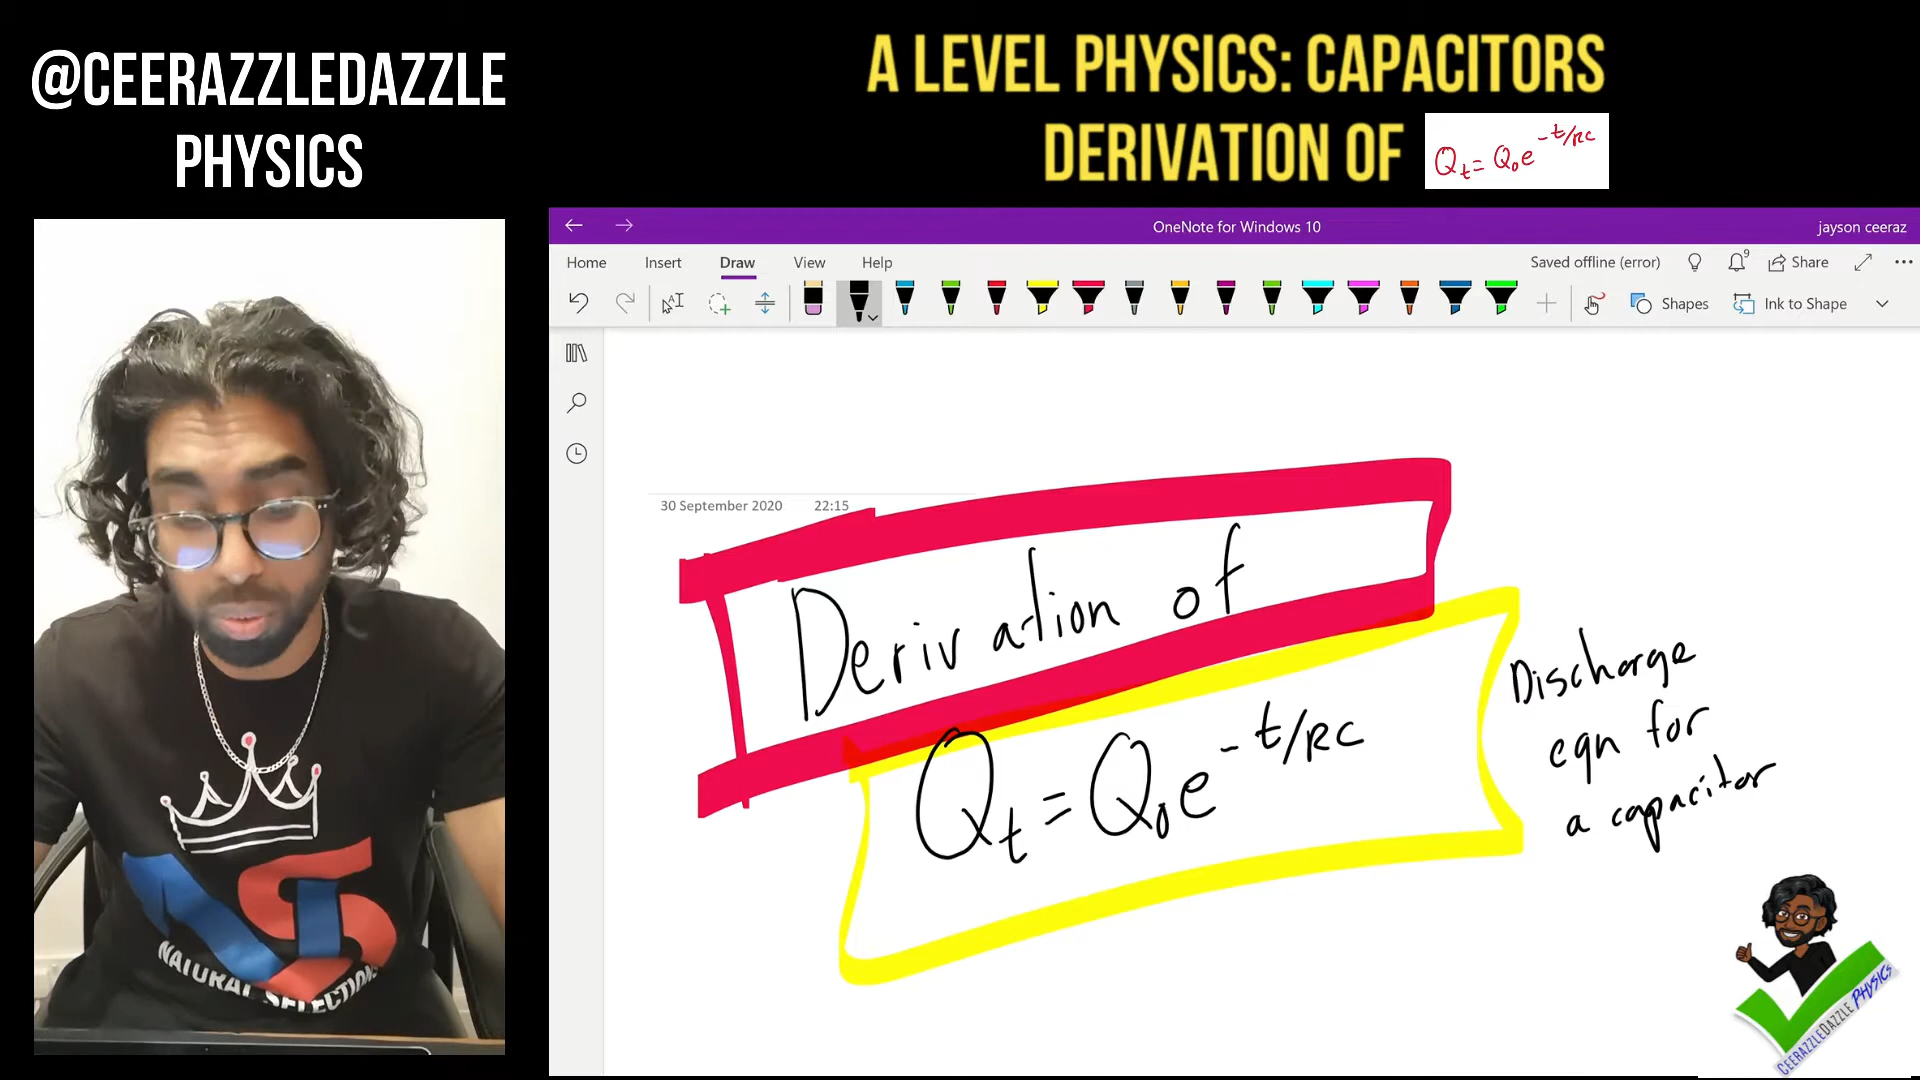 @CEERAZZLEDAZZLE
PHYSICS
A LEVEL PHYSICS: CAPACITORS
DERIVATION OF Qt = Q0e^-t/RC
OneNote for Windows 10
jayson ceeraz
Home Insert Draw View Help
Saved offline (error)
9
Share
Shapes
Ink to Shape
30 September 2020 22:15
Derivation of
Qt = Q0e^-t/RC
Discharge
eqn for
a capacitor
NATURAL SELECTION
CEERAZZLEDAZZLE PHYSICS